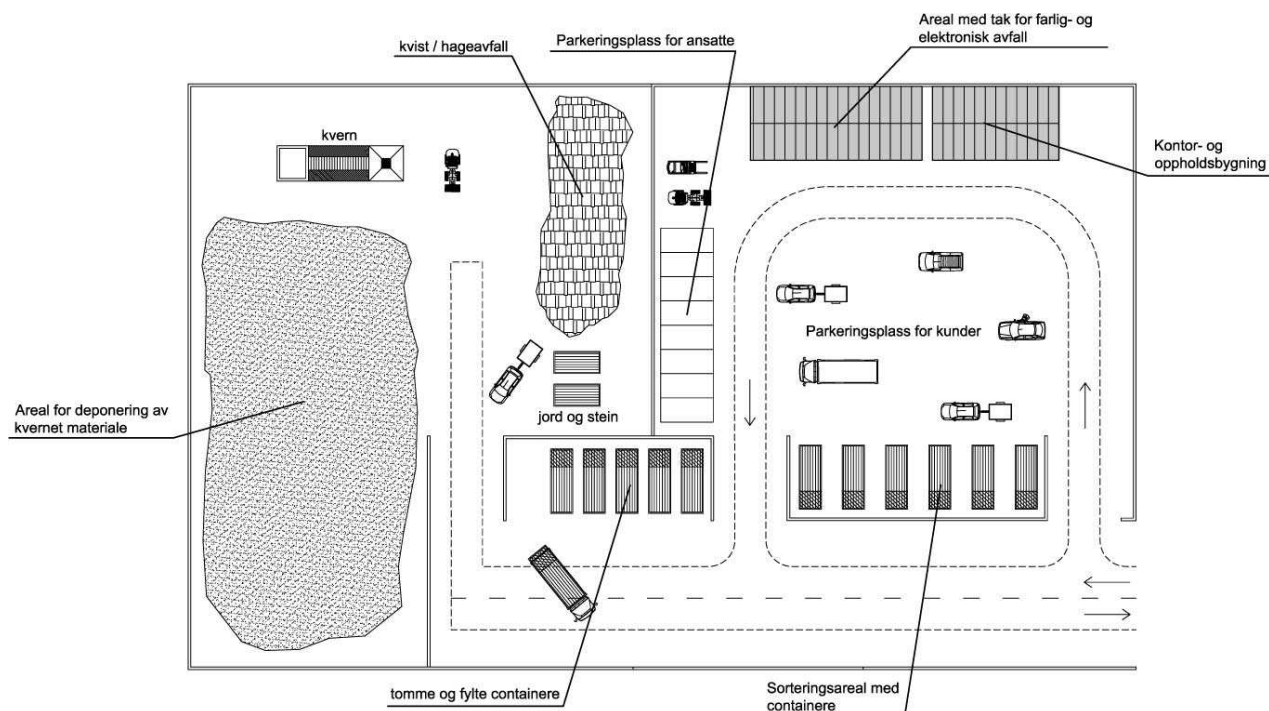 Areal med tak for farlig- og
elektronisk avfall
Parkeringsplass for ansatte
kvist / hageavfall
kvern
Kontor- og
oppholdsbygning
Parkeringsplass for kunder
Areal for deponering av
kvernet materiale
jord og stein
tomme og fylte containere
Sorteringsareal med
containere